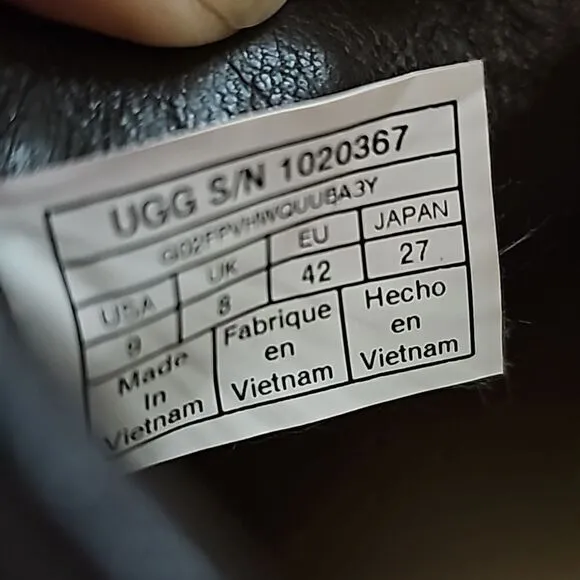 UGG S/N 1020367
USA UK EU JAPAN
9 8 42 27
Made In Vietnam
Fabrique en Vietnam
Hecho en Vietnam